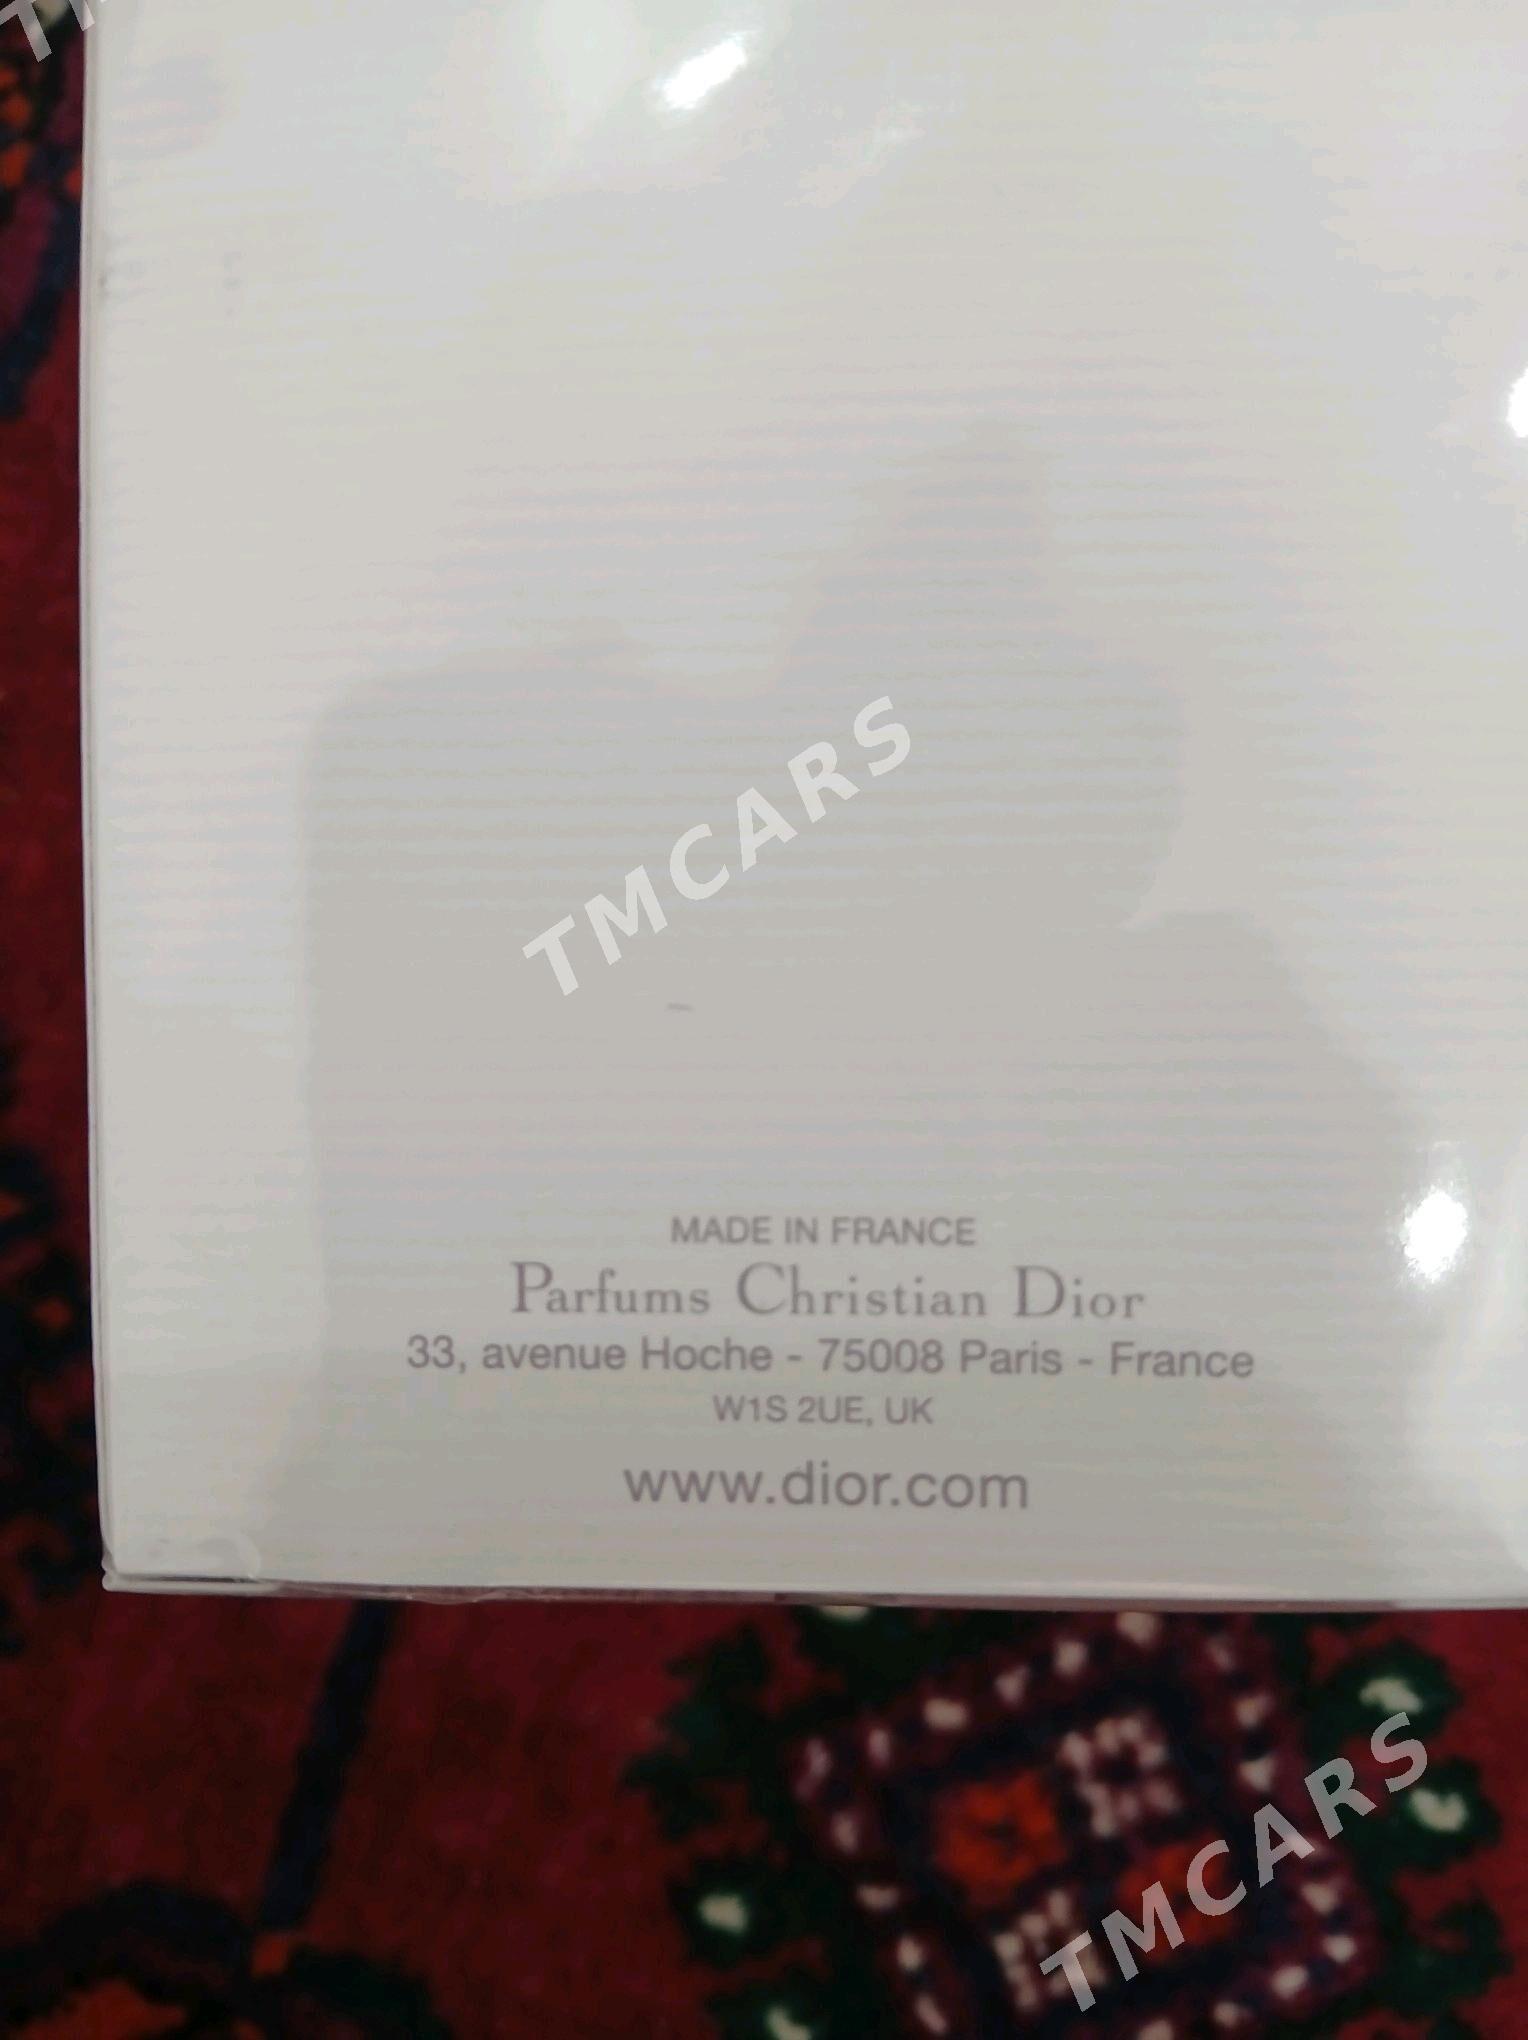 TMCARS
MADE IN FRANCE
Parfums Christian Dior
33, avenue Hoche - 75008 Paris - France
W1S 2UE, UK
www.dior.com
TMCARS